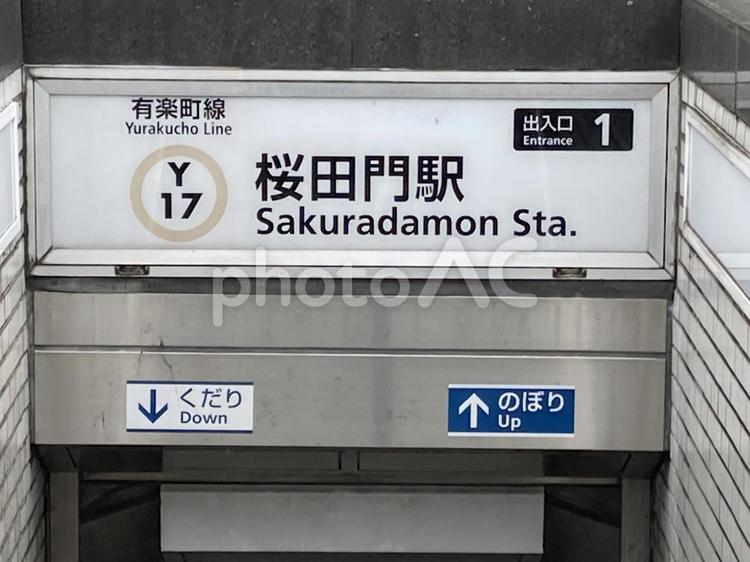 有楽町線
Yurakucho Line
Y
17
桜田門駅
Sakuradamon Sta.
出入口
Entrance
1
photoAC
↓ くだり
Down
↑ のぼり
Up